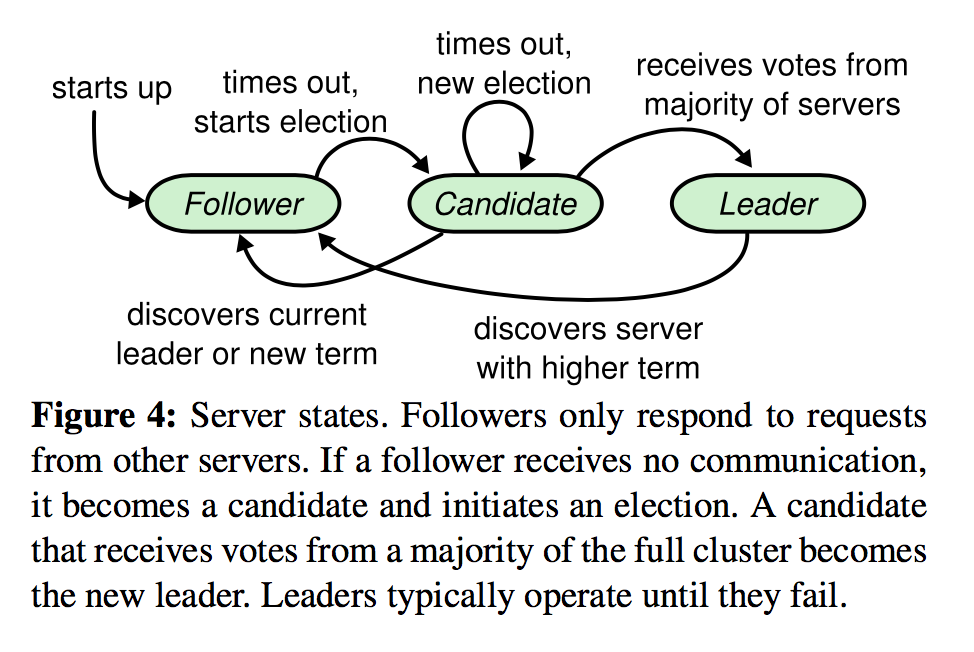 starts up
times out,
starts election
times out,
new election
receives votes from
majority of servers
Follower
Candidate
Leader
discovers current
leader or new term
discovers server
with higher term
Figure 4: Server states. Followers only respond to requests
from other servers. If a follower receives no communication,
it becomes a candidate and initiates an election. A candidate
that receives votes from a majority of the full cluster becomes
the new leader. Leaders typically operate until they fail.